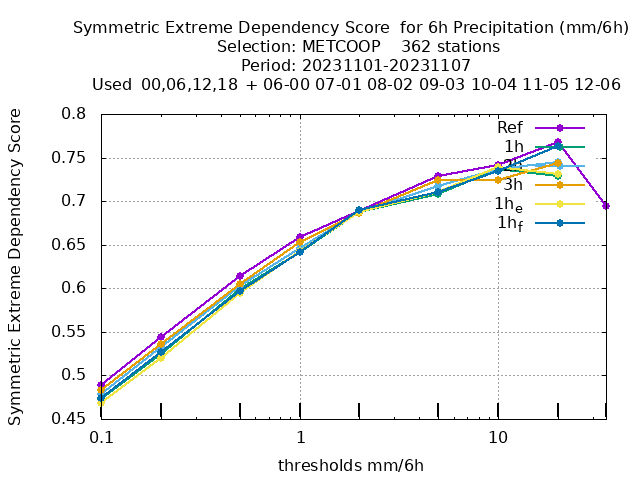 Symmetric Extreme Dependency Score  for 6h Precipitation (mm/6h)
Selection: METCOOP    362 stations
Period: 20231101-20231107
Used  00,06,12,18  + 06-00 07-01 08-02 09-03 10-04 11-05 12-06
Symmetric Extreme Dependency Score
0.8
0.75
0.7
0.65
0.6
0.55
0.5
0.45
Ref
1h
2h
3h
1he
1hf
0.1 1 10
thresholds mm/6h